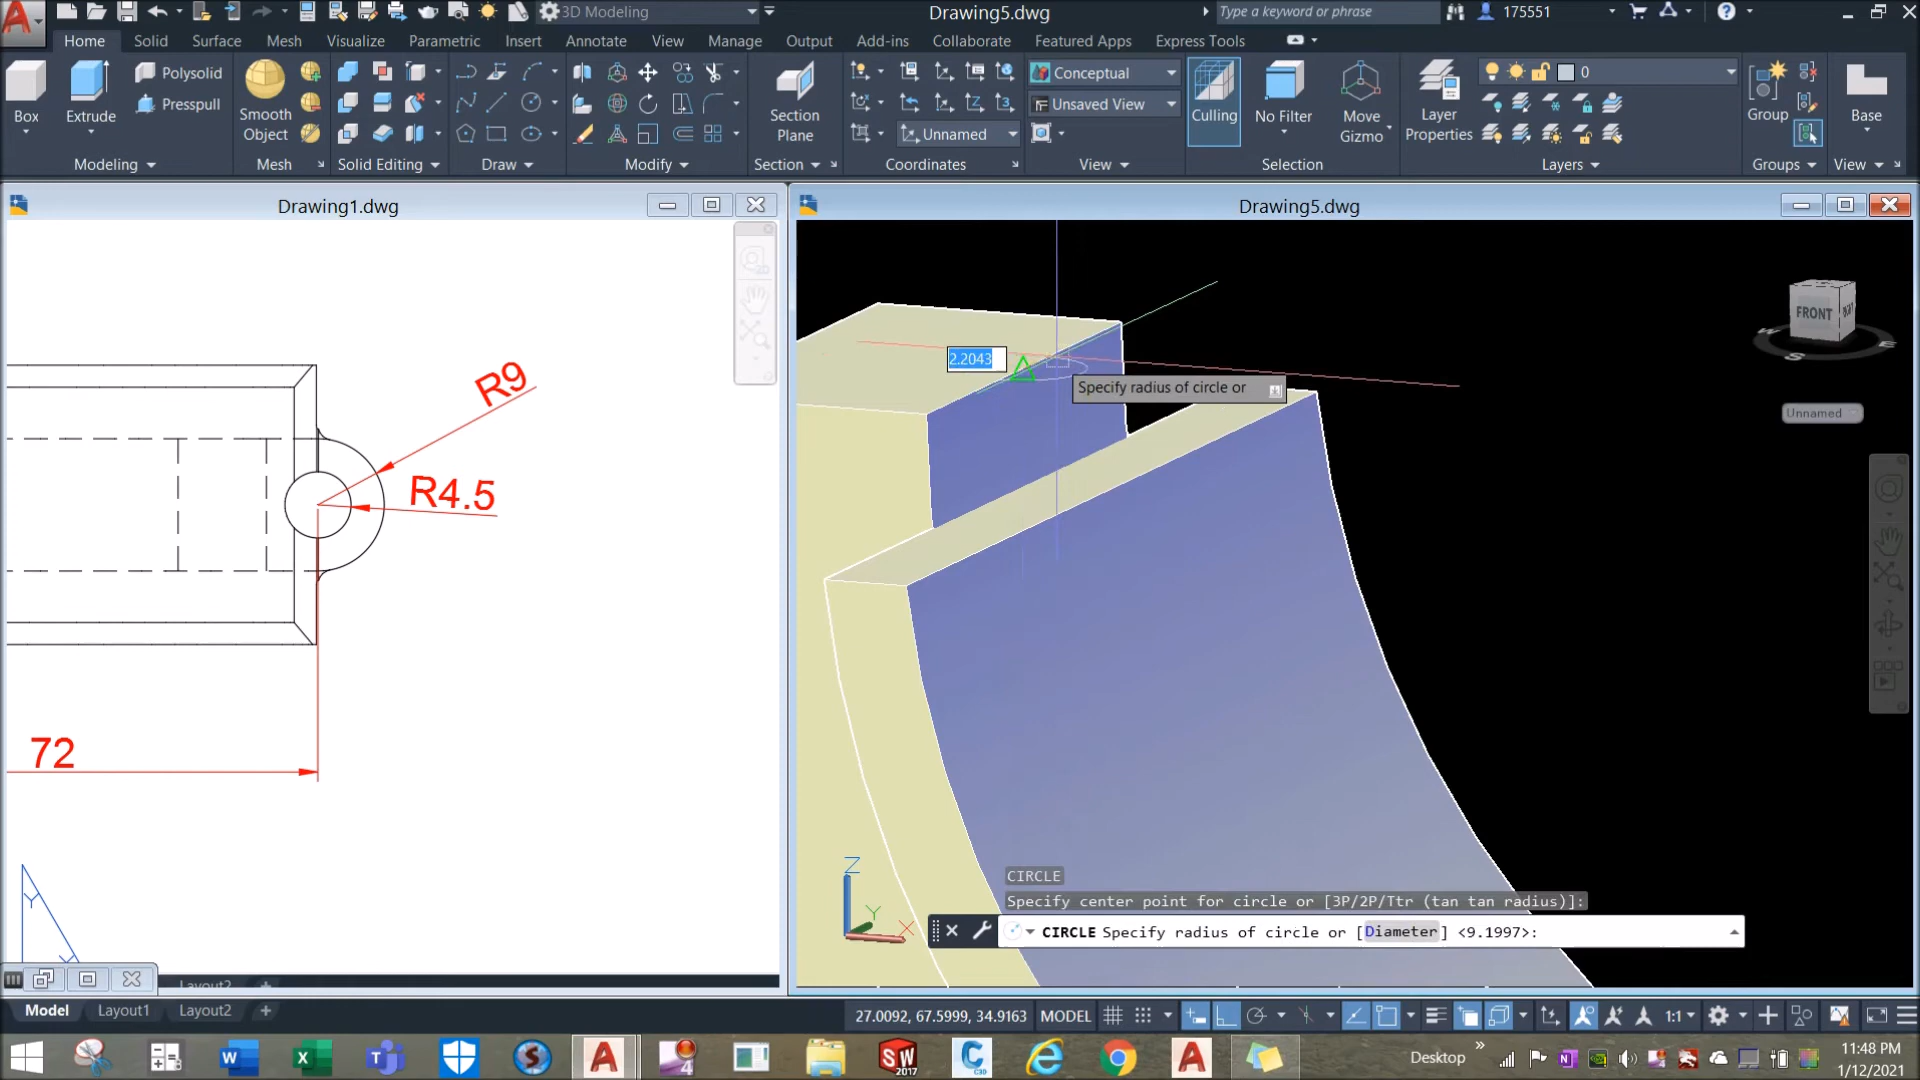 3D Modeling
Drawing5.dwg
Type a keyword or phrase
175551
Home
Solid
Surface
Mesh
Visualize
Parametric
Insert
Annotate
View
Manage
Output
Add-ins
Collaborate
Featured Apps
Express Tools
Box
Extrude
Polysolid
Presspull
Smooth
Object
Section
Plane
Unnamed
Conceptual
Unsaved View
Culling
No Filter
Move
Gizmo
Layer
Properties
0
Group
Base
Modeling
Mesh
Solid Editing
Draw
Modify
Section
Coordinates
View
Selection
Layers
Groups
View
Drawing1.dwg
Drawing5.dwg
R9
R4.5
72
Y
2.2043
Specify radius of circle or
FRONT
W
S
E
Unnamed
Z
Y
X
CIRCLE
Specify center point for circle or [3P/2P/Ttr (tan tan radius)]:
CIRCLE Specify radius of circle or [Diameter] <9.1997>:
Layout2
Model
Layout1
Layout2
27.0092, 67.5999, 34.9163
MODEL
1:1
Desktop
11:48 PM
1/12/2021